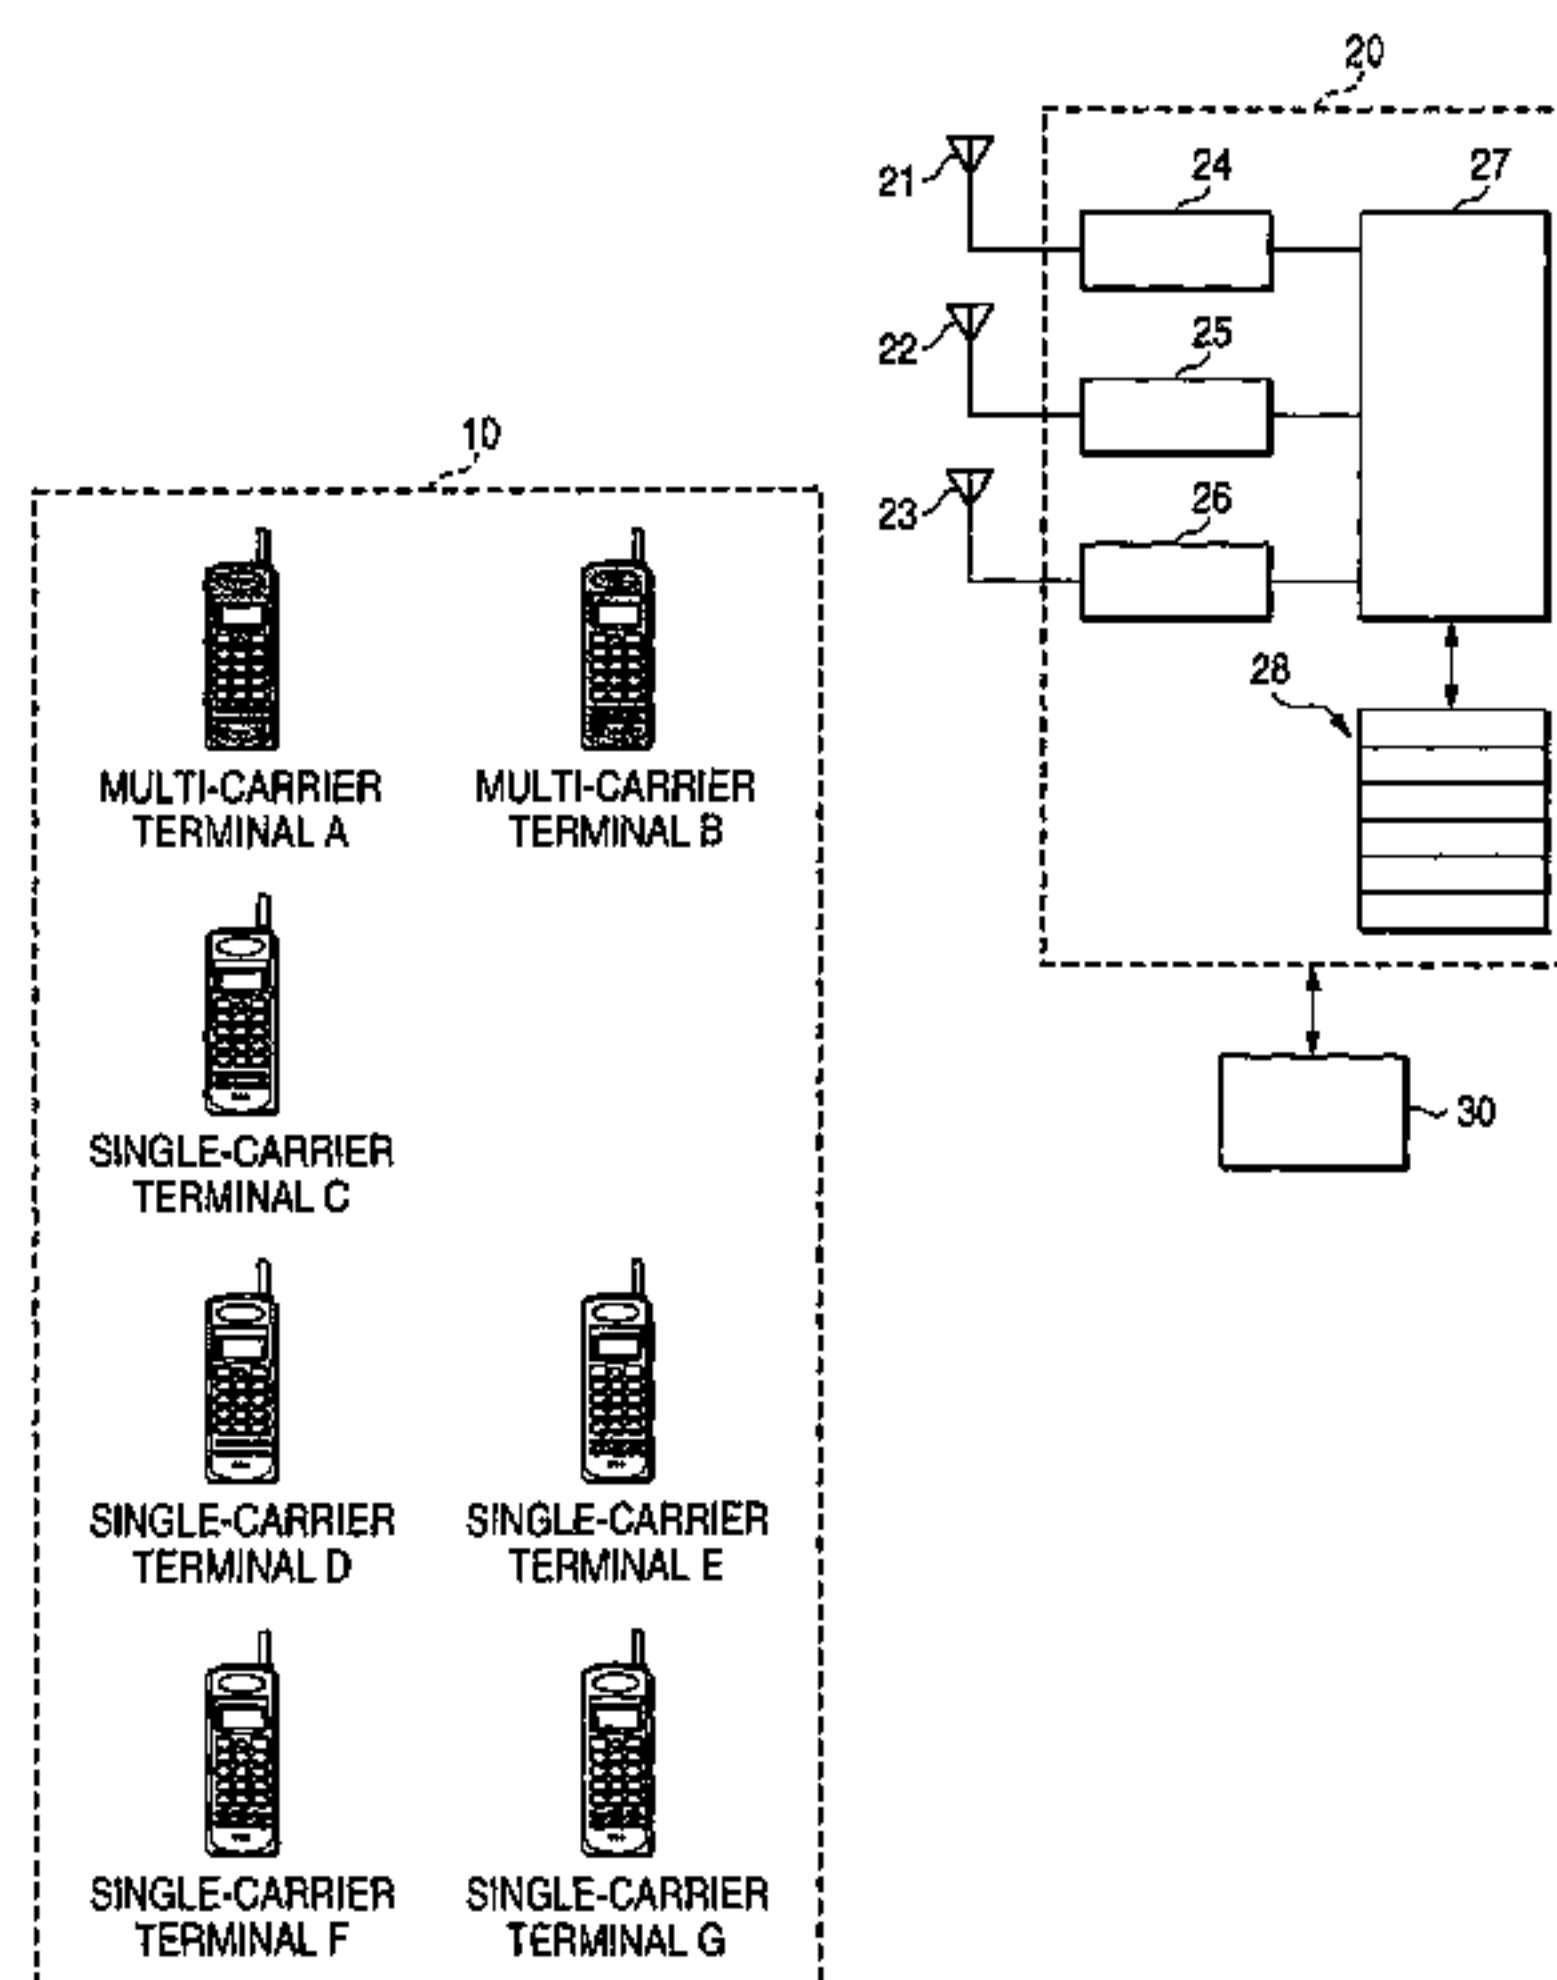 20
21
24
27
22
25
10
23
26
28
MULTI-CARRIER
TERMINAL A
MULTI-CARRIER
TERMINAL B
30
SINGLE-CARRIER
TERMINAL C
SINGLE-CARRIER
TERMINAL D
SINGLE-CARRIER
TERMINAL E
SINGLE-CARRIER
TERMINAL F
SINGLE-CARRIER
TERMINAL G